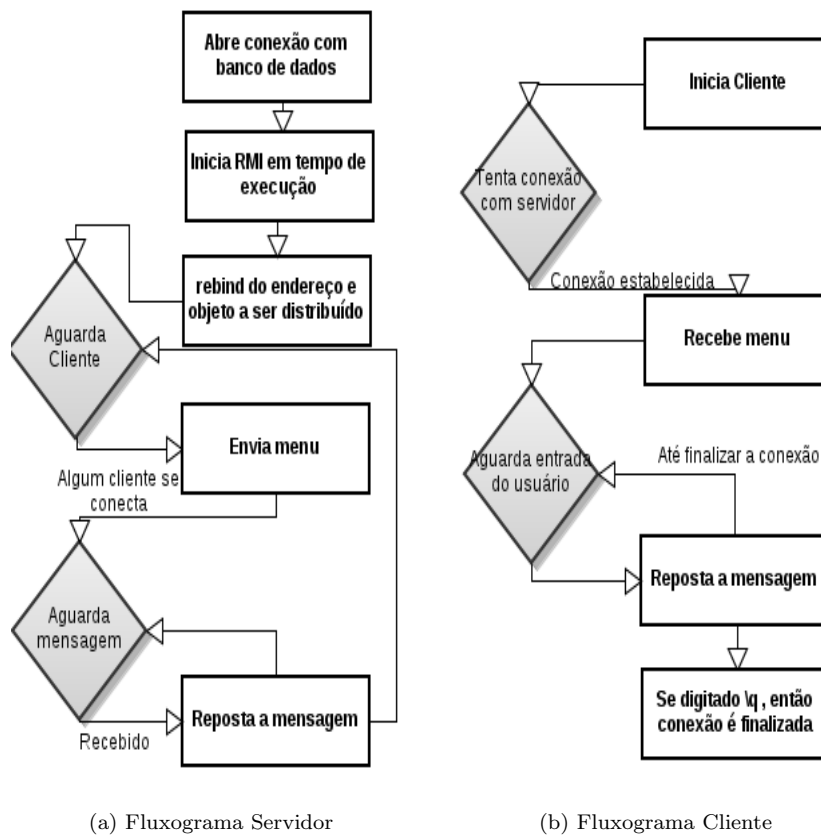 Abre conexão com
banco de dados
Inicia RMI em tempo de
execução
rebind do endereço e
objeto a ser distribuído
Aguarda
Cliente
Envia menu
Algum cliente se
conecta
Aguarda
mensagem
Reposta a mensagem
Recebido
(a) Fluxograma Servidor
Inicia Cliente
Tenta conexão
com servidor
Conexão estabelecida
Recebe menu
Aguarda entrada
do usuário
Até finalizar a conexão
Reposta a mensagem
Se digitado \q , então
conexão é finalizada
(b) Fluxograma Cliente